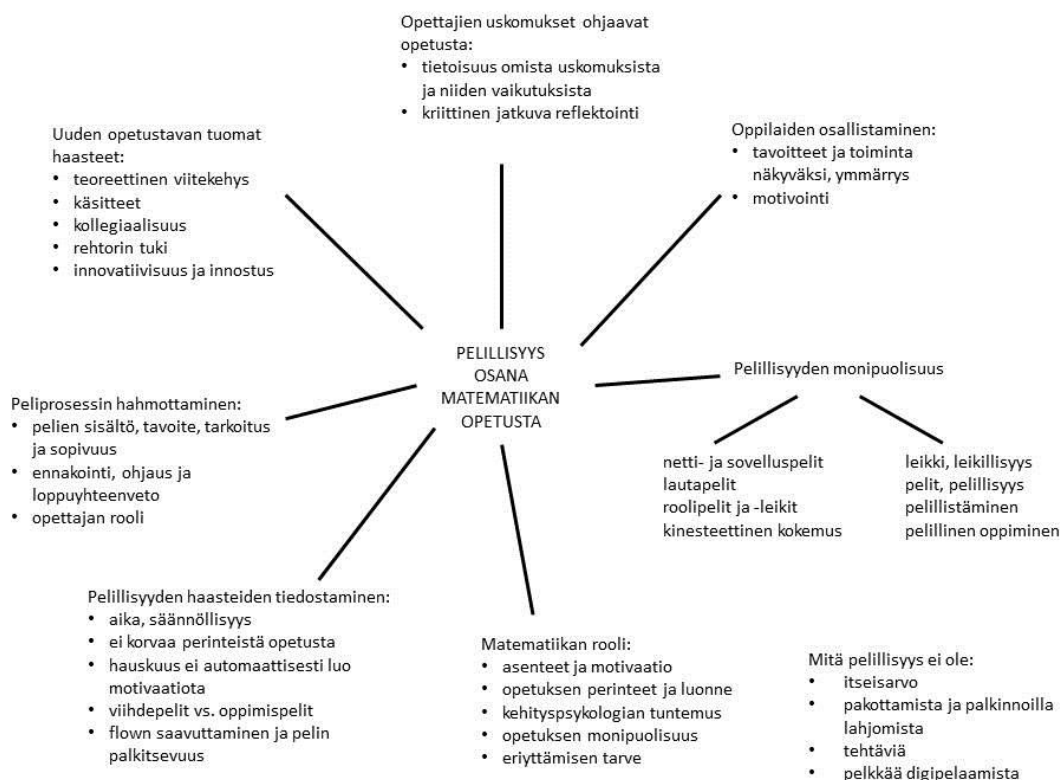 Opettajien uskomukset ohjaavat
opetusta:
• tietoisuus omista uskomuksista
ja niiden vaikutuksista
• kriittinen jatkuva reflektointi
Uuden opetustavan tuomat
haasteet:
• teoreettinen viitekehys
• käsitteet
• kollegiaalisuus
• rehtorin tuki
• innovatiivisuus ja innostus
Oppilaiden osallistaminen:
• tavoitteet ja toiminta
näkyväksi, ymmärrys
• motivointi
PELILLISYYS
OSANA
MATEMATIIKAN
OPETUSTA
Pelillisyyden monipuolisuus
netti- ja sovelluspelit
lautapelit
roolipelit ja -leikit
kinesteettinen kokemus
leikki, leikillisyys
pelit, pelillisyys
pelillistäminen
pelillinen oppiminen
Peliprosessin hahmottaminen:
• pelien sisältö, tavoite, tarkoitus
ja sopivuus
• ennakointi, ohjaus ja
loppuyhteenveto
• opettajan rooli
Pelillisyyden haasteiden tiedostaminen:
• aika, säännöllisyys
• ei korvaa perinteistä opetusta
• hauskuus ei automaattisesti luo
motivaatiota
• viihdepelit vs. oppimispelit
• flown saavuttaminen ja pelin
palkitsevuus
Matematiikan rooli:
• asenteet ja motivaatio
• opetuksen perinteet ja luonne
• kehityspsykologian tuntemus
• opetuksen monipuolisuus
• eriyttämisen tarve
Mitä pelillisyys ei ole:
• itseisarvo
• pakottamista ja palkinnoilla
lahjomista
• tehtäviä
• pelkkää digipelaamista